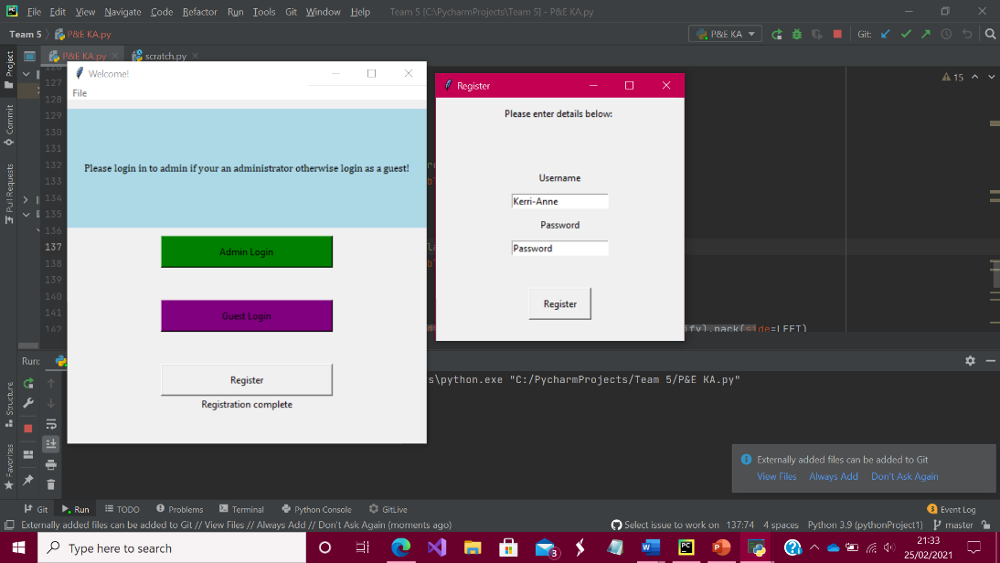 File Edit View Navigate Code Refactor Run Tools Git Window Help Team 5 [C:\PycharmProjects\Team 5] - P&E KA.py
Team 5 P&E KA.py
P&E KA Git:
P&E KA.py scratch.py
Project
Commit
Pull Requests
Structure
Favorites
127
128
129
130
131
132
133
134
135
136
137
138
139
140
141
142
15
Welcome!
File
Please login in to admin if your an administrator otherwise login as a guest!
Admin Login
Guest Login
Register
Registration complete
Register
Please enter details below:
Username
Kerri-Anne
Password
Password
Register
ify).pack(side=LEFT)
Run:
s\python.exe "C:/PycharmProjects/Team 5/P&E KA.py"
Externally added files can be added to Git
View Files Always Add Don't Ask Again
Git Run TODO Problems Terminal Python Console GitLive 3 Event Log
Externally added files can be added to Git // View Files // Always Add // Don't Ask Again (moments ago) Select issue to work on 137:74 4 spaces Python 3.9 (pythonProject1) master
Type here to search
3
21:33
25/02/2021